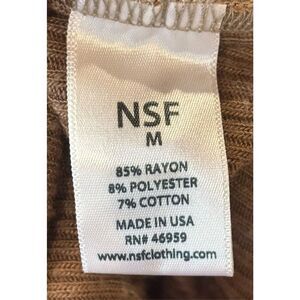 NSF
M
85% RAYON
8% POLYESTER
7% COTTON
MADE IN USA
RN# 46959
www.nsfclothing.com